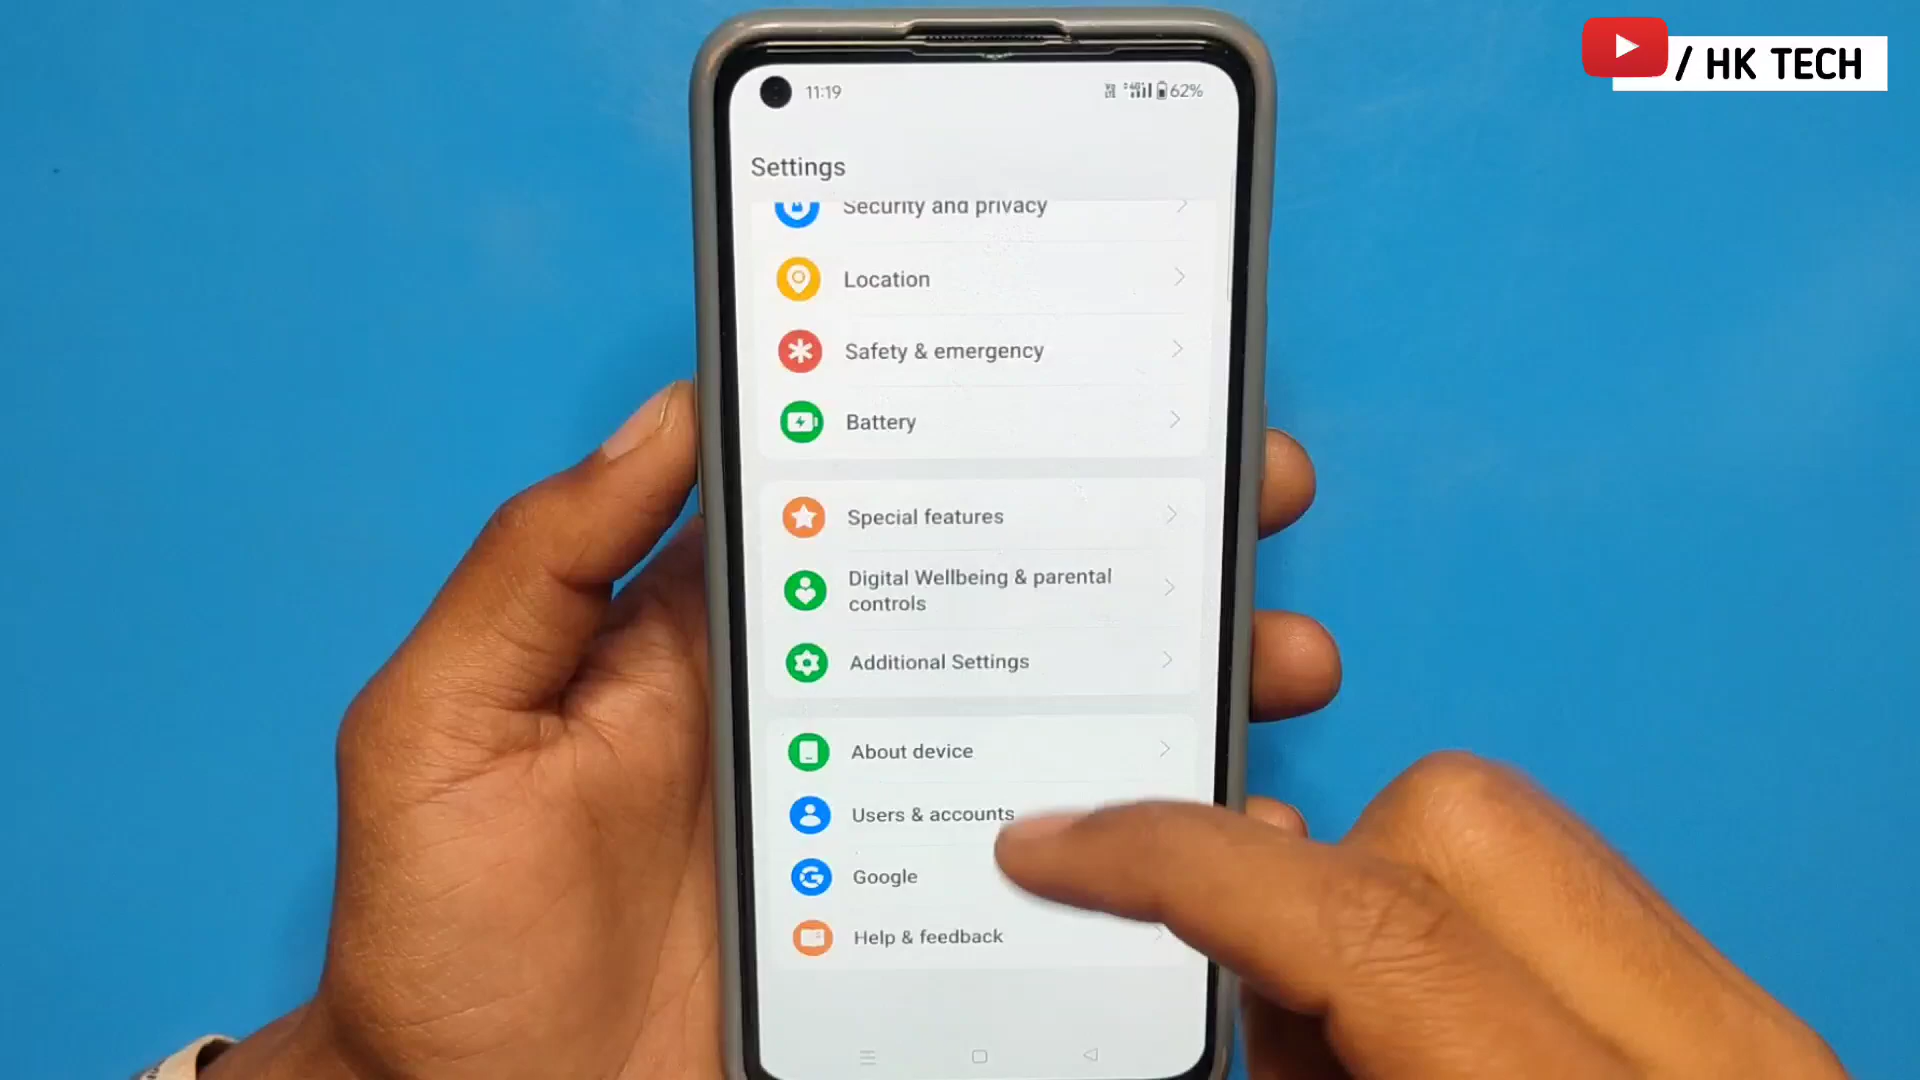 / HK TECH
11:19
62%
Settings
Security and privacy
Location
Safety & emergency
Battery
Special features
Digital Wellbeing & parental
controls
Additional Settings
About device
Users & accounts
Google
Help & feedback